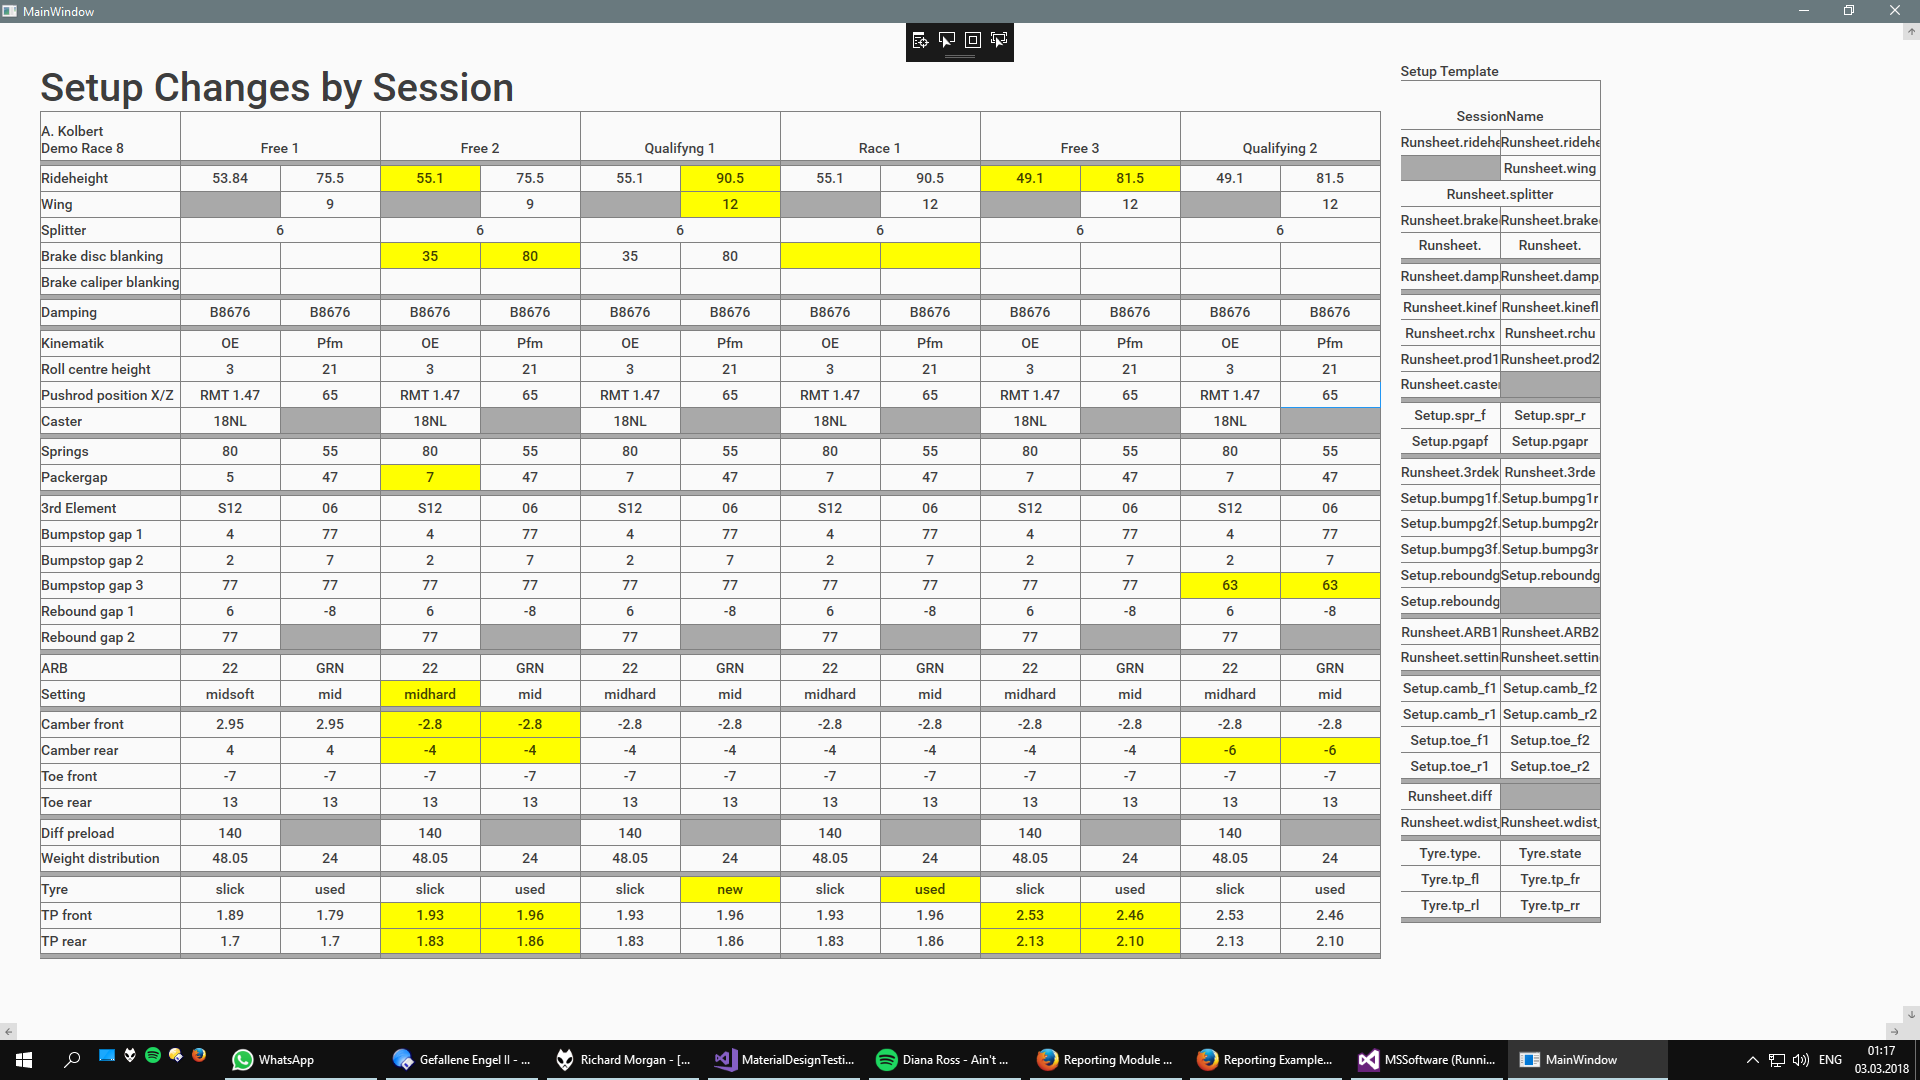 MainWindow
Setup Changes by Session
A. Kolbert
Demo Race 8 Free 1 Free 2 Qualifyng 1 Race 1 Free 3 Qualifying 2
Rideheight 53.84 75.5 55.1 75.5 55.1 90.5 55.1 90.5 49.1 81.5 49.1 81.5
Wing 9 9 12 12 12 12
Splitter 6 6 6 6 6 6
Brake disc blanking 35 80 35 80
Brake caliper blanking
Damping B8676 B8676 B8676 B8676 B8676 B8676 B8676 B8676 B8676 B8676 B8676 B8676
Kinematik OE Pfm OE Pfm OE Pfm OE Pfm OE Pfm OE Pfm
Roll centre height 3 21 3 21 3 21 3 21 3 21 3 21
Pushrod position X/Z RMT 1.47 65 RMT 1.47 65 RMT 1.47 65 RMT 1.47 65 RMT 1.47 65 RMT 1.47 65
Caster 18NL 18NL 18NL 18NL 18NL 18NL
Springs 80 55 80 55 80 55 80 55 80 55 80 55
Packergap 5 47 7 47 7 47 7 47 7 47 7 47
3rd Element S12 06 S12 06 S12 06 S12 06 S12 06 S12 06
Bumpstop gap 1 4 77 4 77 4 77 4 77 4 77 4 77
Bumpstop gap 2 2 7 2 7 2 7 2 7 2 7 2 7
Bumpstop gap 3 77 77 77 77 77 77 77 77 77 77 63 63
Rebound gap 1 6 -8 6 -8 6 -8 6 -8 6 -8 6 -8
Rebound gap 2 77 77 77 77 77 77
ARB 22 GRN 22 GRN 22 GRN 22 GRN 22 GRN 22 GRN
Setting midsoft mid midhard mid midhard mid midhard mid midhard mid midhard mid
Camber front 2.95 2.95 -2.8 -2.8 -2.8 -2.8 -2.8 -2.8 -2.8 -2.8 -2.8 -2.8
Camber rear 4 4 -4 -4 -4 -4 -4 -4 -4 -4 -6 -6
Toe front -7 -7 -7 -7 -7 -7 -7 -7 -7 -7 -7 -7
Toe rear 13 13 13 13 13 13 13 13 13 13 13 13
Diff preload 140 140 140 140 140 140
Weight distribution 48.05 24 48.05 24 48.05 24 48.05 24 48.05 24 48.05 24
Tyre slick used slick used slick new slick used slick used slick used
TP front 1.89 1.79 1.93 1.96 1.93 1.96 1.93 1.96 2.53 2.46 2.53 2.46
TP rear 1.7 1.7 1.83 1.86 1.83 1.86 1.83 1.86 2.13 2.10 2.13 2.10
Setup Template
SessionName
Runsheet.ridehe Runsheet.ridehe
Runsheet.wing
Runsheet.splitter
Runsheet.brake Runsheet.brake
Runsheet. Runsheet.
Runsheet.damp Runsheet.damp
Runsheet.kinef Runsheet.kinefl
Runsheet.rchx Runsheet.rchu
Runsheet.prod1 Runsheet.prod2
Runsheet.caster
Setup.spr_f Setup.spr_r
Setup.pgapf Setup.pgapr
Runsheet.3rdek Runsheet.3rde
Setup.bumpg1f. Setup.bumpg1r
Setup.bumpg2f. Setup.bumpg2r
Setup.bumpg3f. Setup.bumpg3r
Setup.reboundg Setup.reboundg
Setup.reboundg
Runsheet.ARB1 Runsheet.ARB2
Runsheet.settin Runsheet.settin
Setup.camb_f1 Setup.camb_f2
Setup.camb_r1 Setup.camb_r2
Setup.toe_f1 Setup.toe_f2
Setup.toe_r1 Setup.toe_r2
Runsheet.diff
Runsheet.wdist_ Runsheet.wdist_
Tyre.type. Tyre.state
Tyre.tp_fl Tyre.tp_fr
Tyre.tp_rl Tyre.tp_rr
WhatsApp Gefallene Engel II - ... Richard Morgan - [... MaterialDesignTesti... Diana Ross - Ain't ... Reporting Module ... Reporting Example... MSSoftware (Runni... MainWindow ENG 01:17
03.03.2018